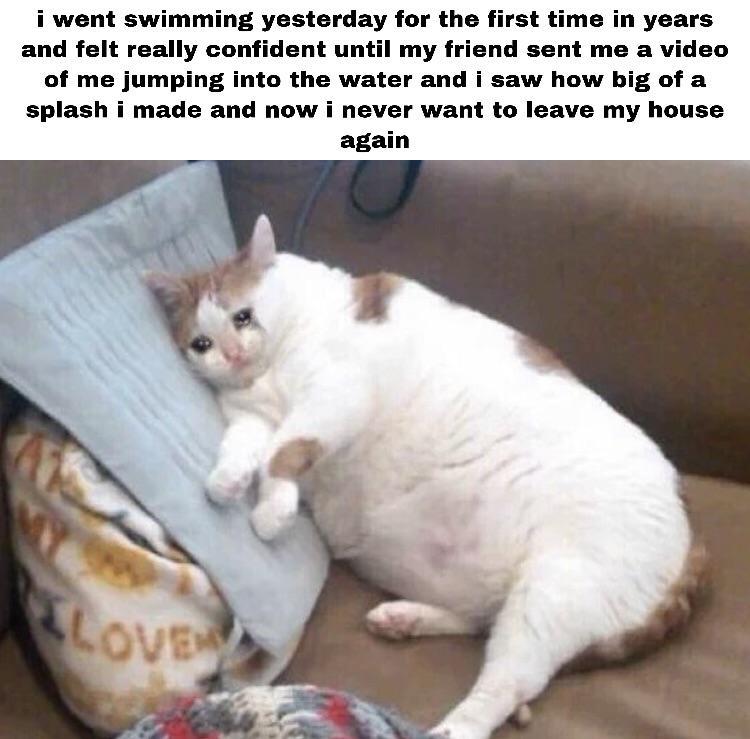 i went swimming yesterday for the first time in years
and felt really confident until my friend sent me a video
of me jumping into the water and i saw how big of a
splash i made and now i never want to leave my house
again
MY
LOVE